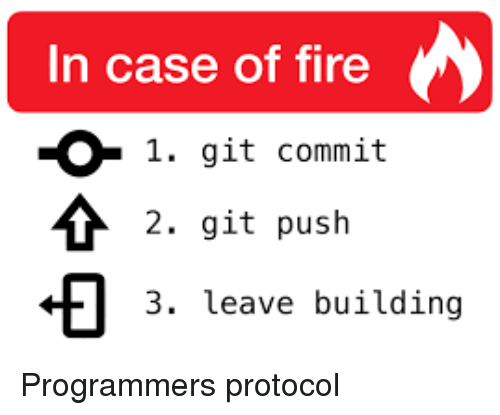 In case of fire
1. git commit
2. git push
3. leave building
Programmers protocol